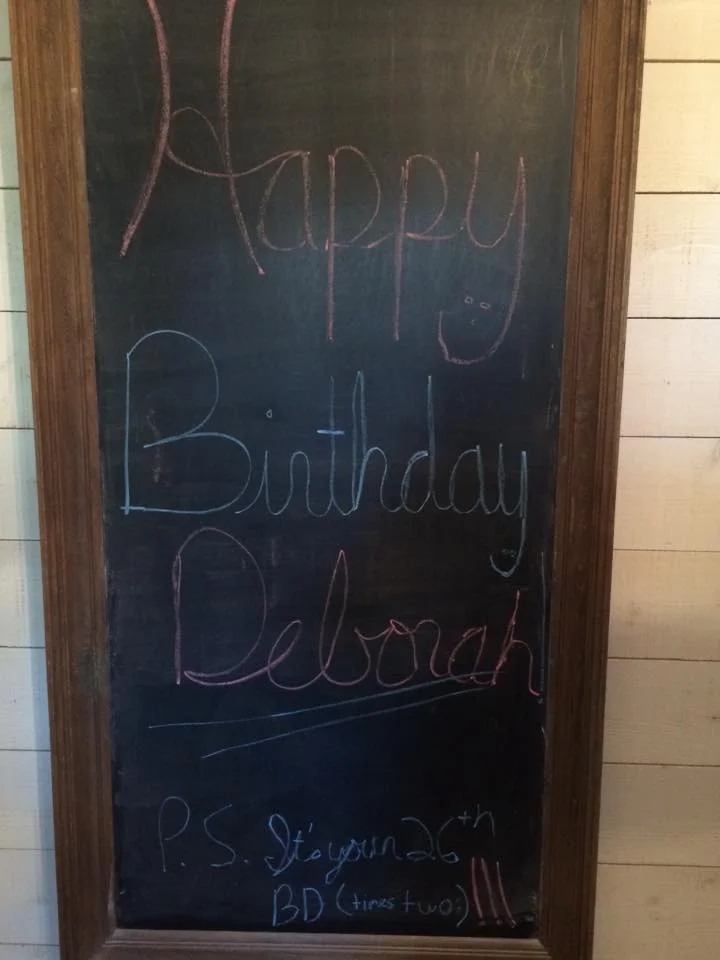 Happy
Birthday
Deborah
P.S. It's your 26th
BD (times two:) !!!